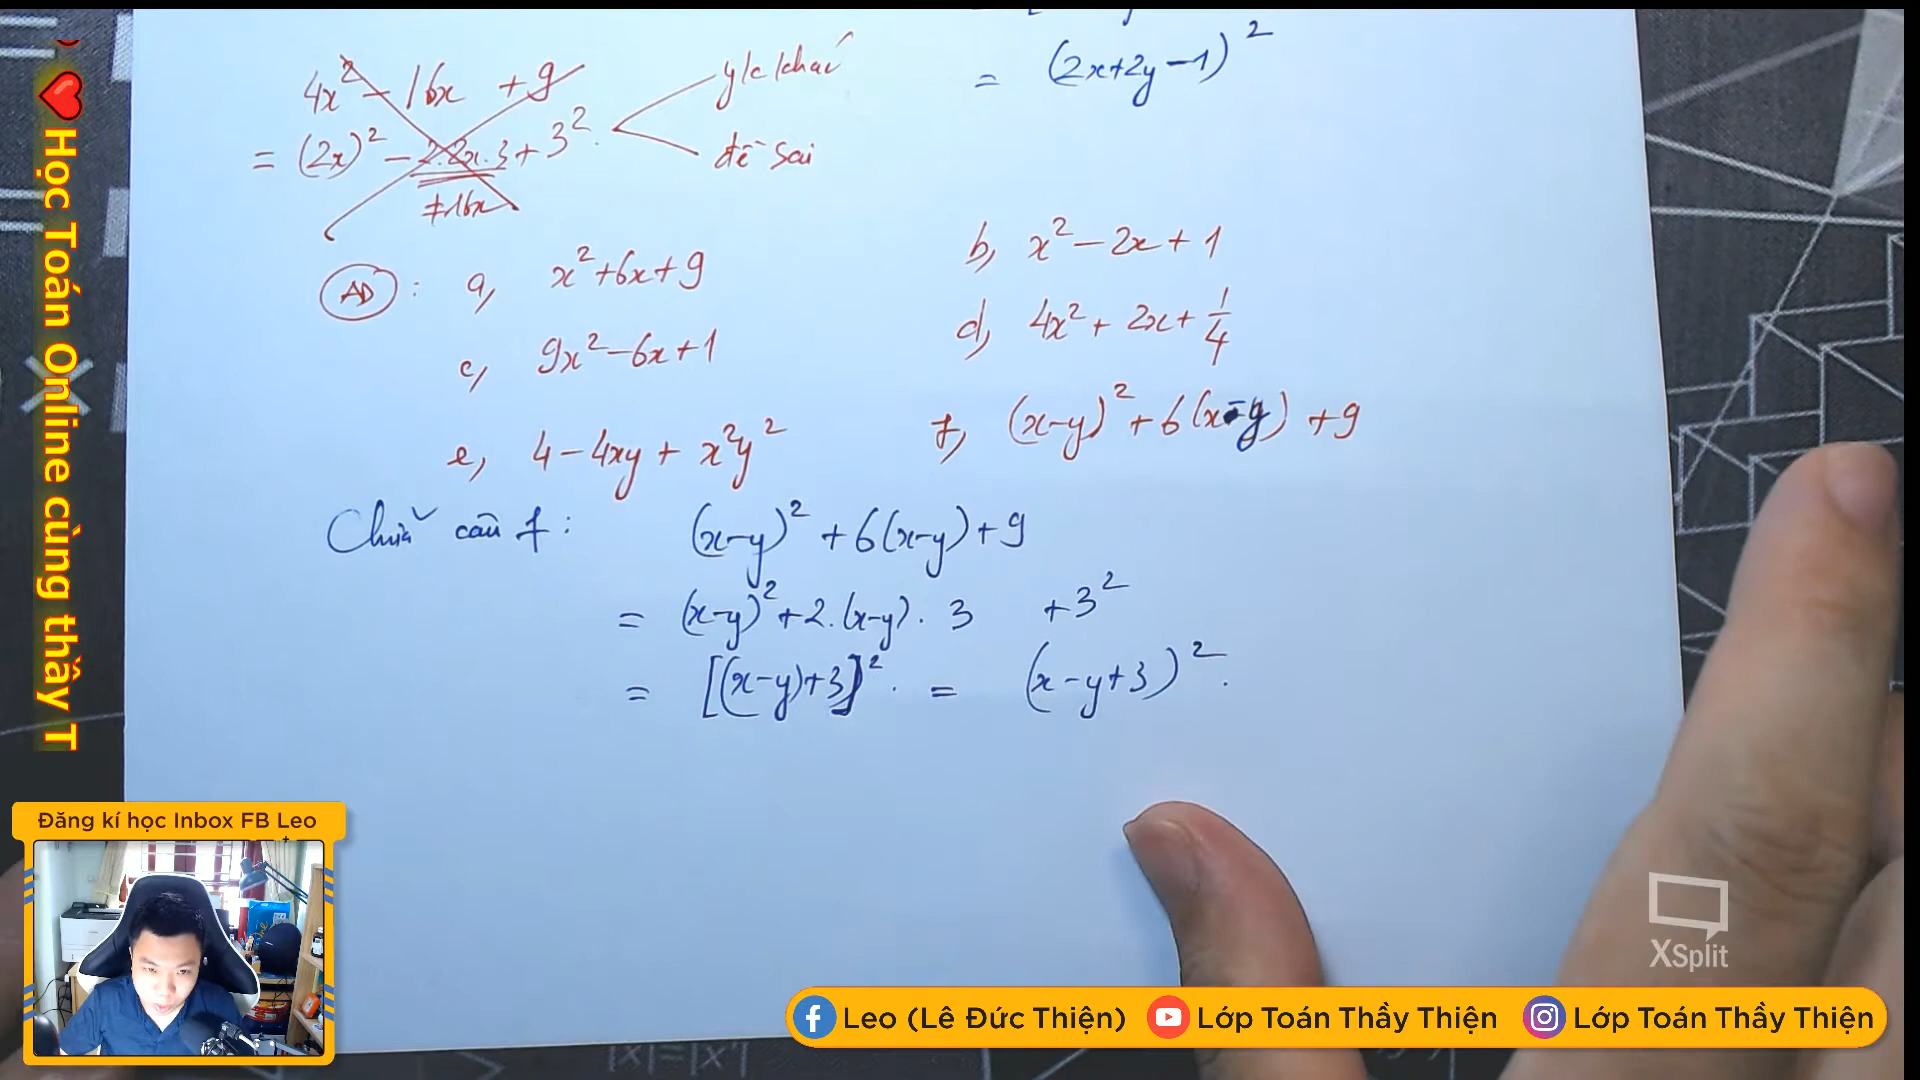 ❤ Học Toán Online cùng thầy T
4x² - 16x + 9
= (2x)² - 2.2x.3 + 3²
≠16x
y/c khác
đề sai
= (2x+2y-1)²
AD : a, x²+6x+9
b, x²-2x+1
c, 9x²-6x+1
d, 4x²+2x+1/4
e, 4-4xy+x²y²
f, (x-y)²+6(x-y)+9
Chữa câu f: (x-y)²+6(x-y)+9
= (x-y)²+2.(x-y).3 +3²
= [(x-y)+3]². = (x-y+3)².
Đăng kí học Inbox FB Leo
XSplit
Leo (Lê Đức Thiện) Lớp Toán Thầy Thiện Lớp Toán Thầy Thiện